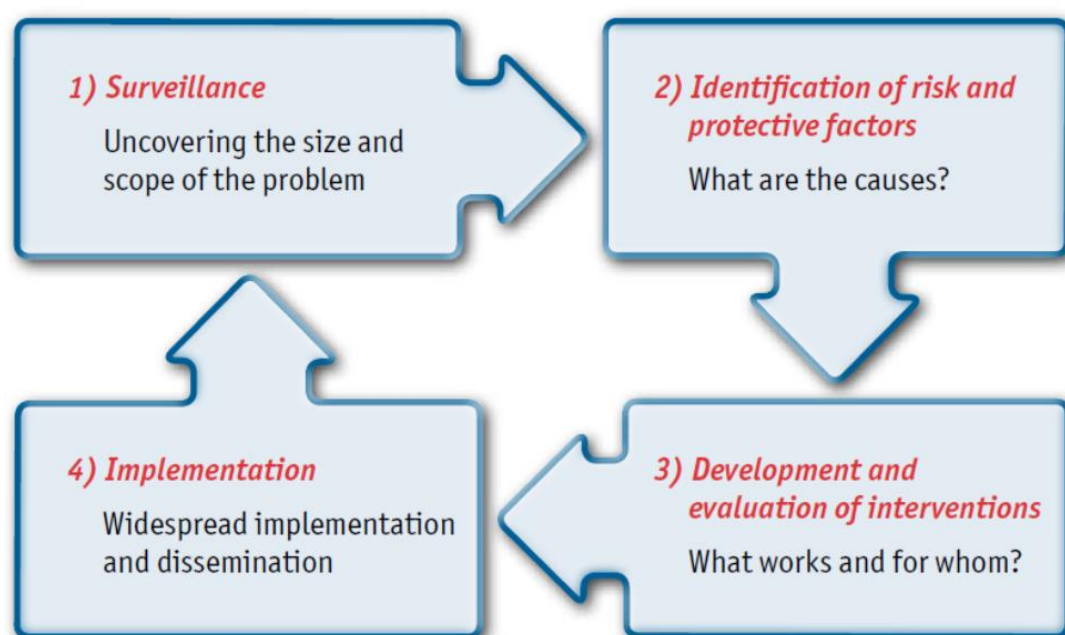 1) Surveillance
Uncovering the size and
scope of the problem
2) Identification of risk and
protective factors
What are the causes?
3) Development and
evaluation of interventions
What works and for whom?
4) Implementation
Widespread implementation
and dissemination